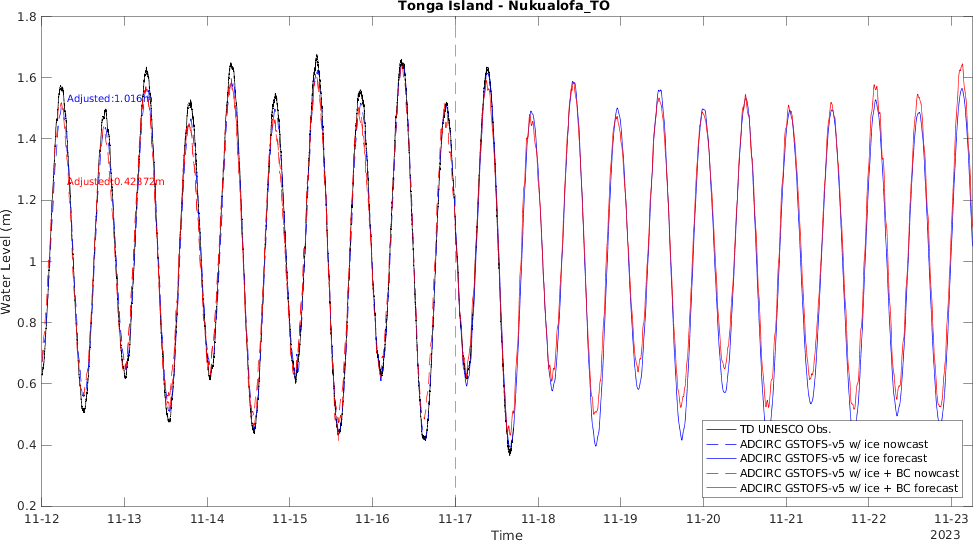 Tonga Island - Nukualofa_TO
1.8
1.6
1.4
1.2
1
0.8
0.6
0.4
0.2
Water Level (m)
Adjusted:1.016m
Adjusted:0.42372m
TD UNESCO Obs.
ADCIRC GSTOFS-v5 w/ ice nowcast
ADCIRC GSTOFS-v5 w/ ice forecast
ADCIRC GSTOFS-v5 w/ ice + BC nowcast
ADCIRC GSTOFS-v5 w/ ice + BC forecast
11-12 11-13 11-14 11-15 11-16 11-17 11-18 11-19 11-20 11-21 11-22 11-23
2023
Time